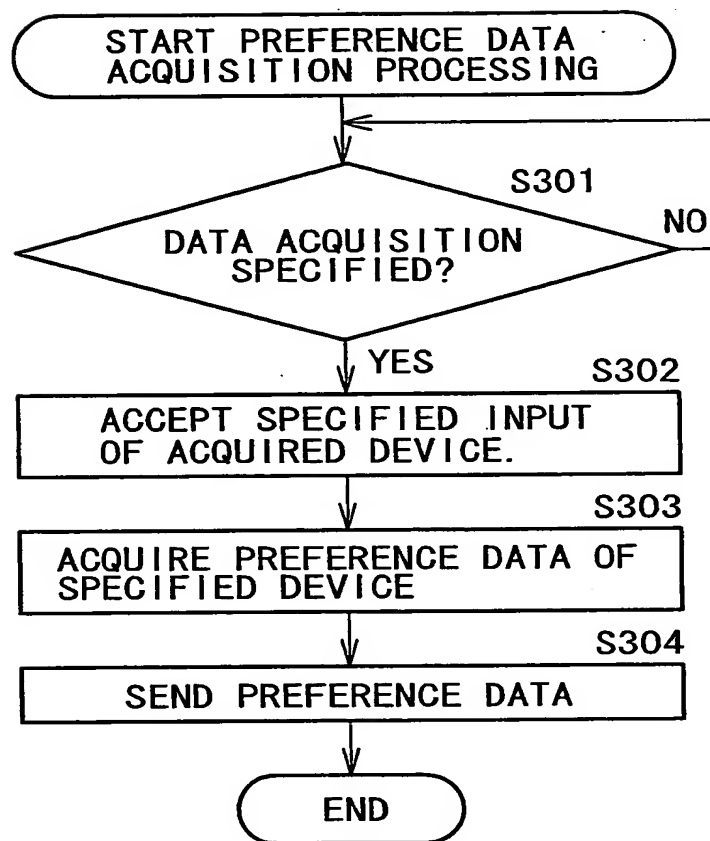 START PREFERENCE DATA
ACQUISITION PROCESSING
S301
DATA ACQUISITION
SPECIFIED?
NO
YES
S302
ACCEPT SPECIFIED INPUT
OF ACQUIRED DEVICE.
S303
ACQUIRE PREFERENCE DATA OF
SPECIFIED DEVICE
S304
SEND PREFERENCE DATA
END